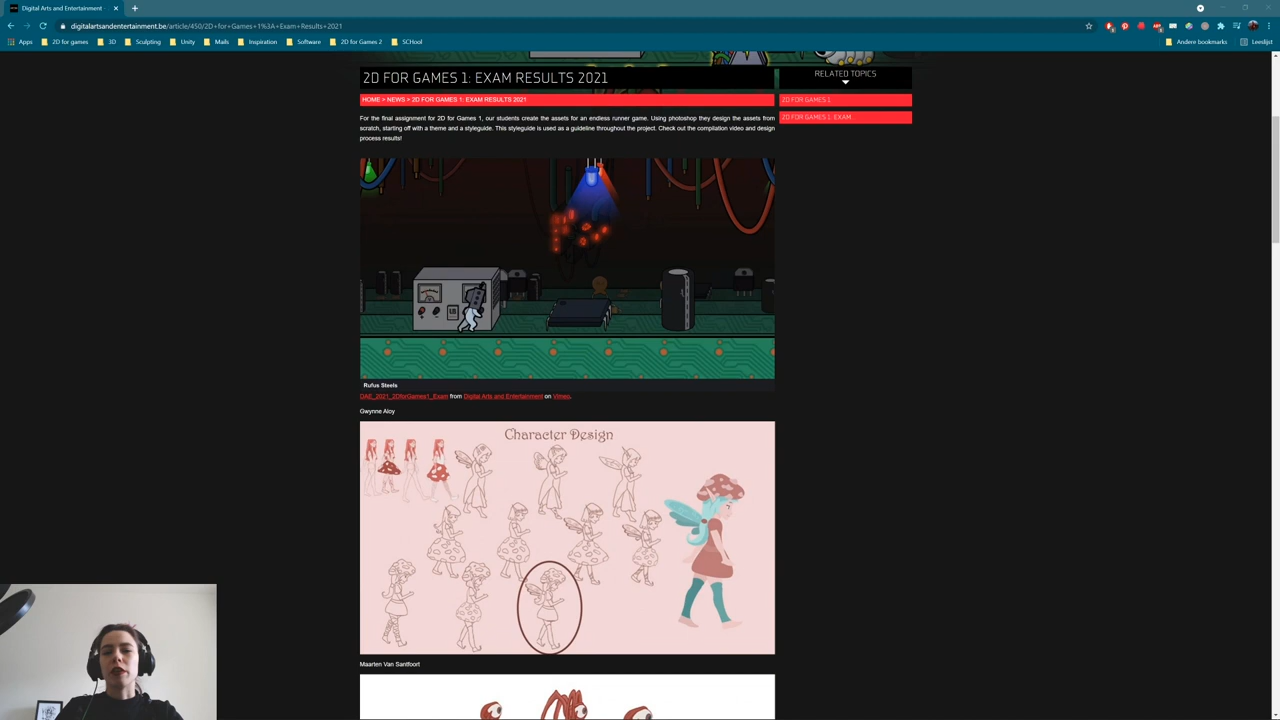 Digital Arts and Entertainment -
digitalartsandentertainment.be/article/450/2D+for+Games+1%3A+Exam+Results+2021
Apps
2D for games
3D
Sculpting
Unity
Mails
Inspiration
Software
2D for Games 2
SCHool
Andere bookmarks
Leeslijst
2D FOR GAMES 1: EXAM RESULTS 2021
RELATED TOPICS
HOME > NEWS > 2D FOR GAMES 1: EXAM RESULTS 2021
2D FOR GAMES 1
2D FOR GAMES 1: EXAM...
For the final assignment for 2D for Games 1, our students create the assets for an endless runner game. Using photoshop they design the assets from
scratch, starting off with a theme and a styleguide. This styleguide is used as a guideline throughout the project. Check out the compilation video and design
process results!
Rufus Steels
DAE_2021_2DforGames1_Exam from Digital Arts and Entertainment on Vimeo.
Gwynne Aloy
Character Design
Maarten Van Santfoort